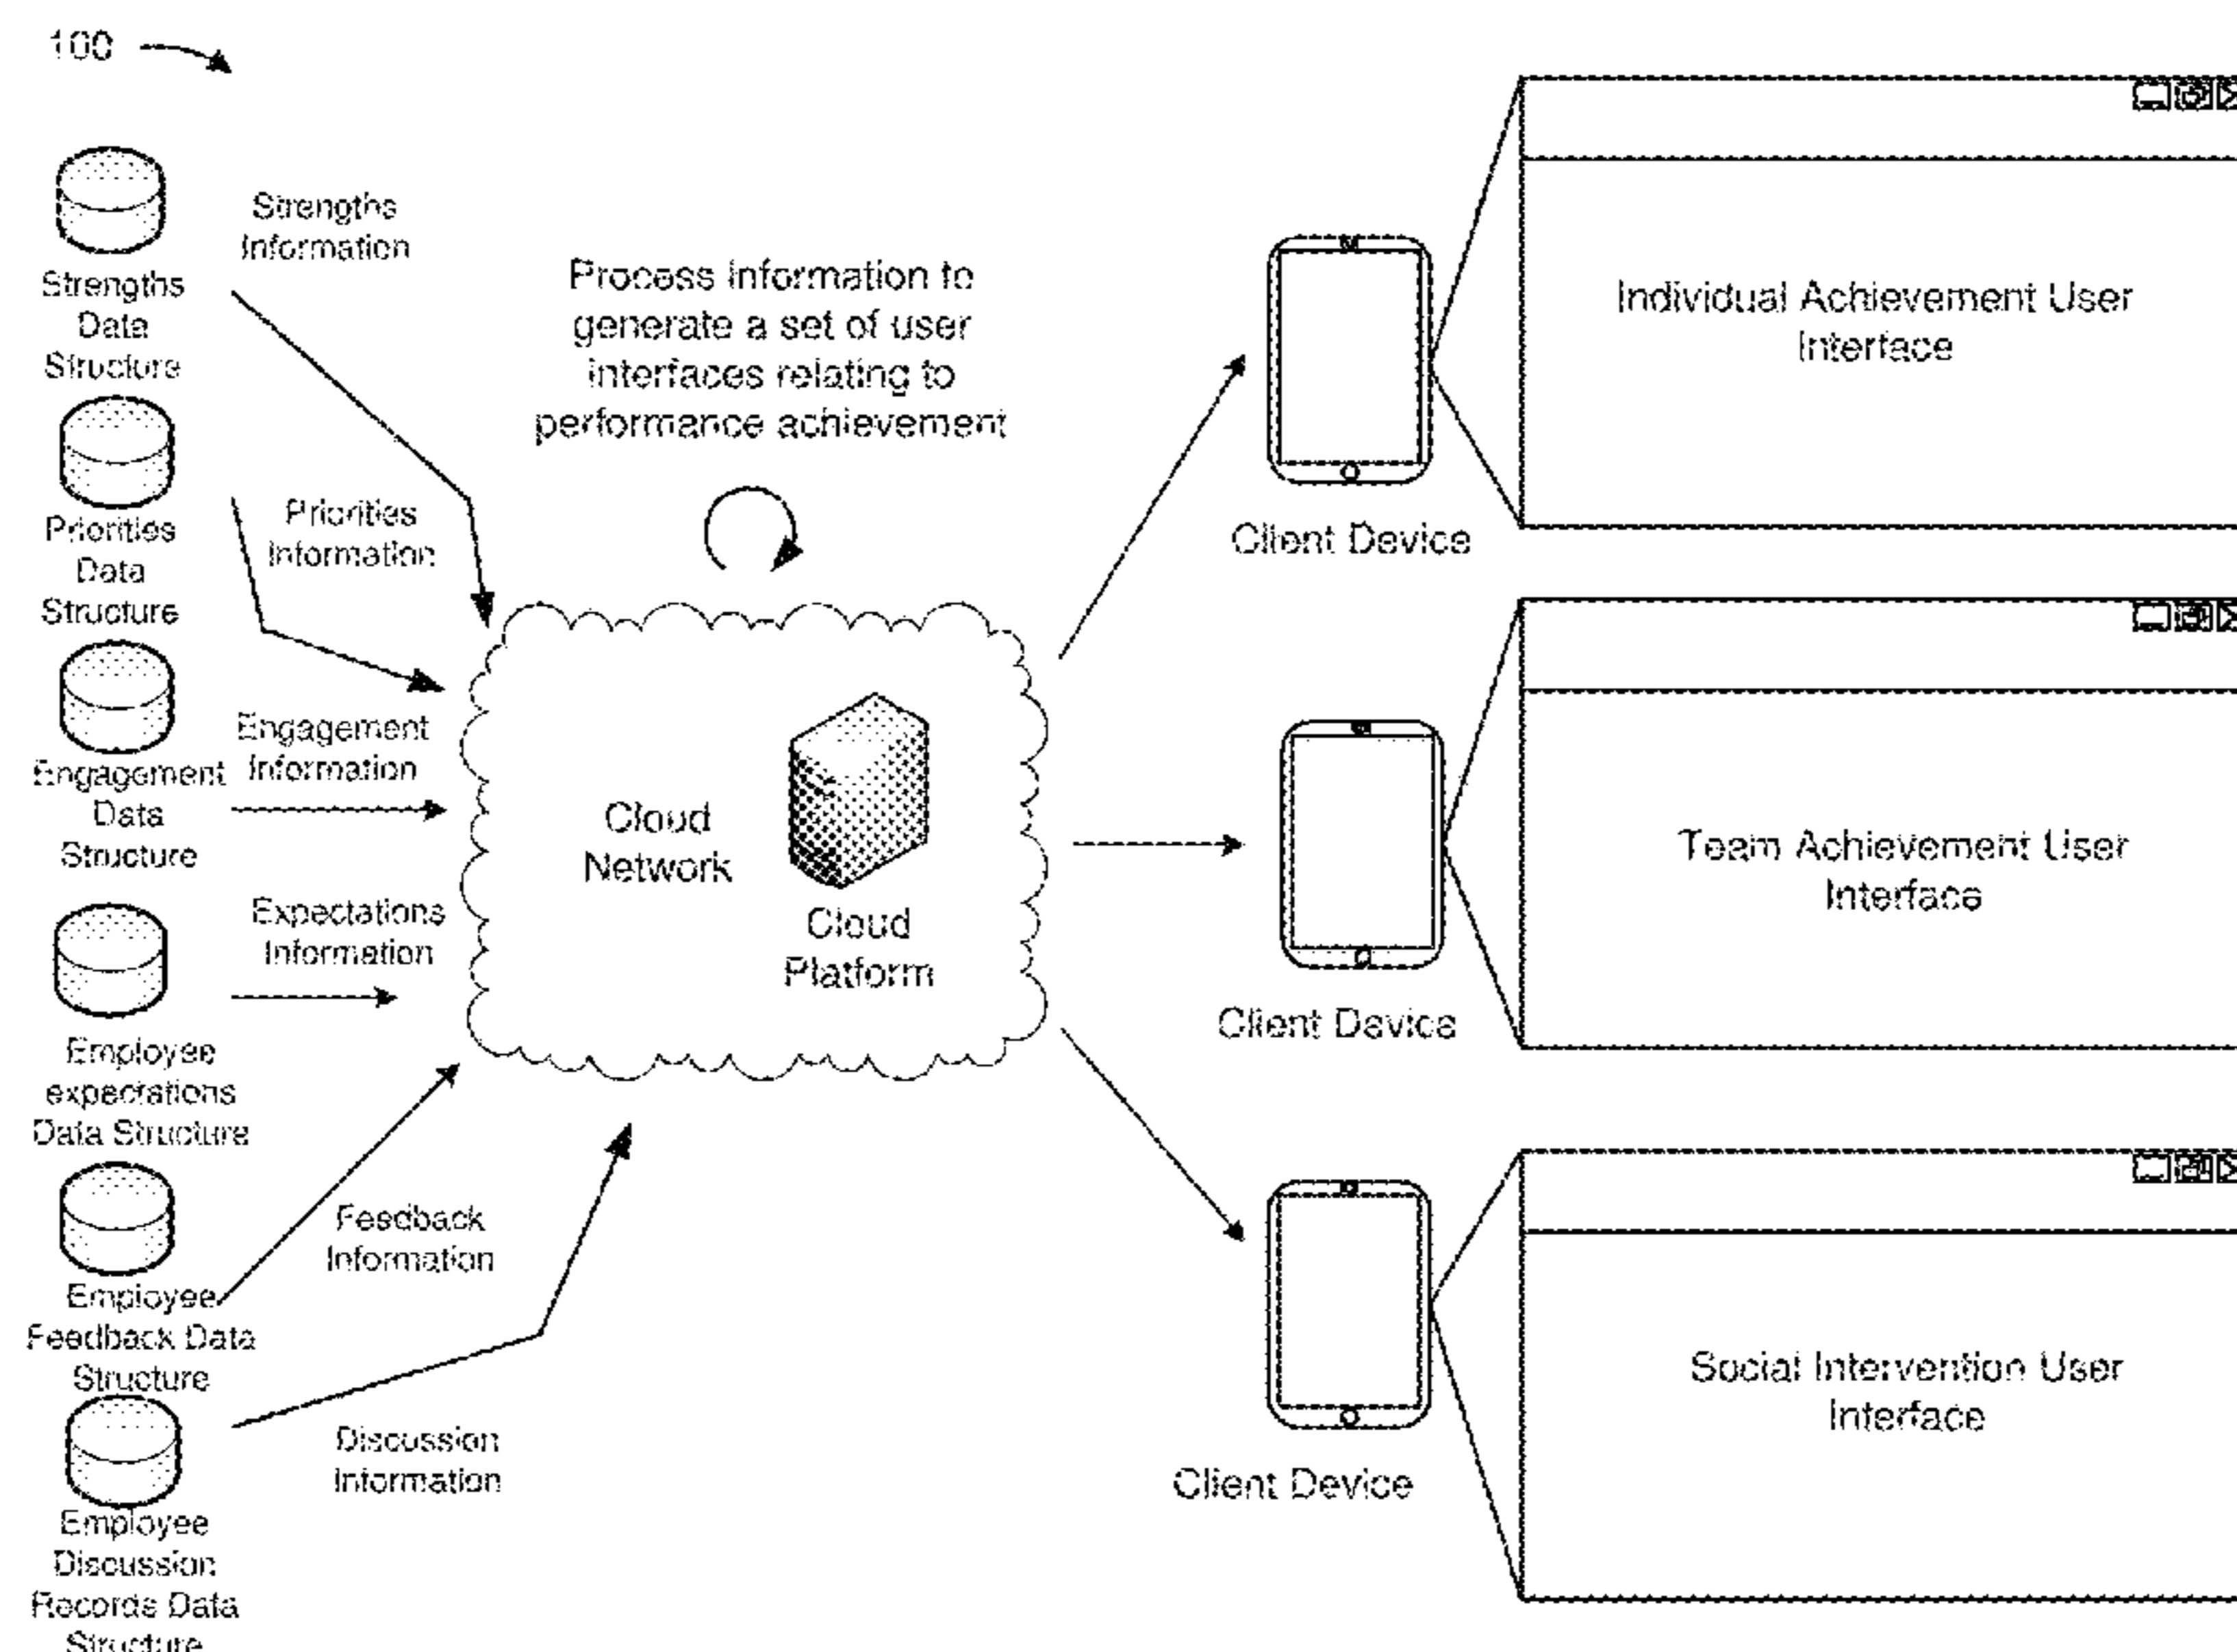 100
Strengths
Information
Strengths
Data
Structure
Process information to
generate a set of user
interfaces relating to
performance achievement
Individual Achievement User
Interface
Client Device
Priorities
Information
Priorities
Data
Structure
Engagement
Information
Engagement
Data
Structure
Cloud
Network
Cloud
Platform
Team Achievement User
Interface
Client Device
Expectations
Information
Employee
expectations
Data Structure
Feedback
Information
Employee
Feedback Data
Structure
Social Intervention User
Interface
Client Device
Discussion
Information
Employee
Discussion
Records Data
Structure